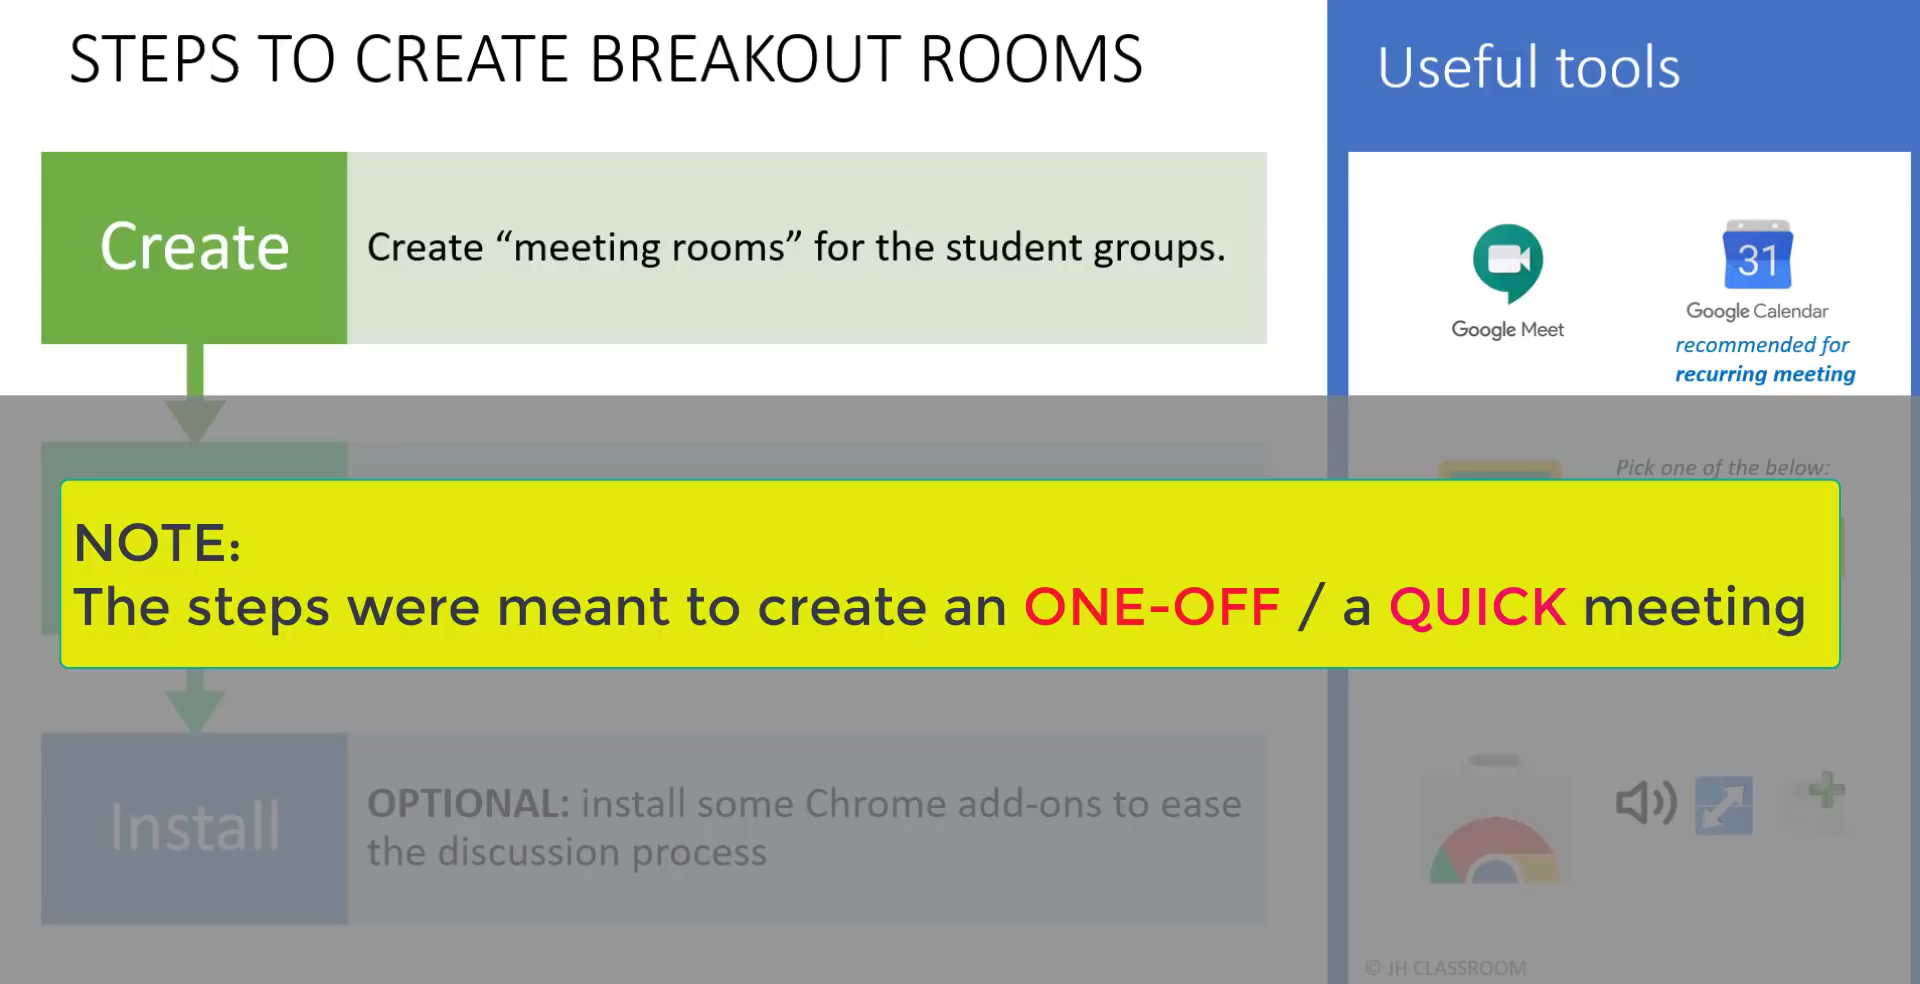 STEPS TO CREATE BREAKOUT ROOMS
Useful tools
Create
Create “meeting rooms” for the student groups.
Google Meet
31
Google Calendar
recommended for
recurring meeting
Pick one of the below:
NOTE:
The steps were meant to create an ONE-OFF / a QUICK meeting
Install
OPTIONAL: install some Chrome add-ons to ease
the discussion process
© JH CLASSROOM